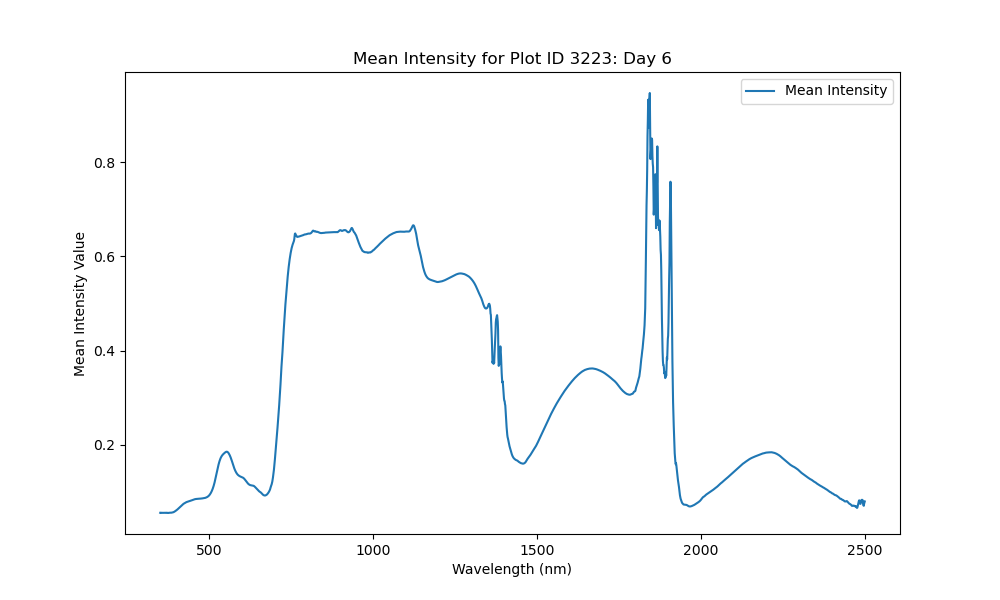 Mean Intensity for Plot ID 3223: Day 6
Mean Intensity
Mean Intensity Value
0.8
0.6
0.4
0.2
500 1000 1500 2000 2500
Wavelength (nm)